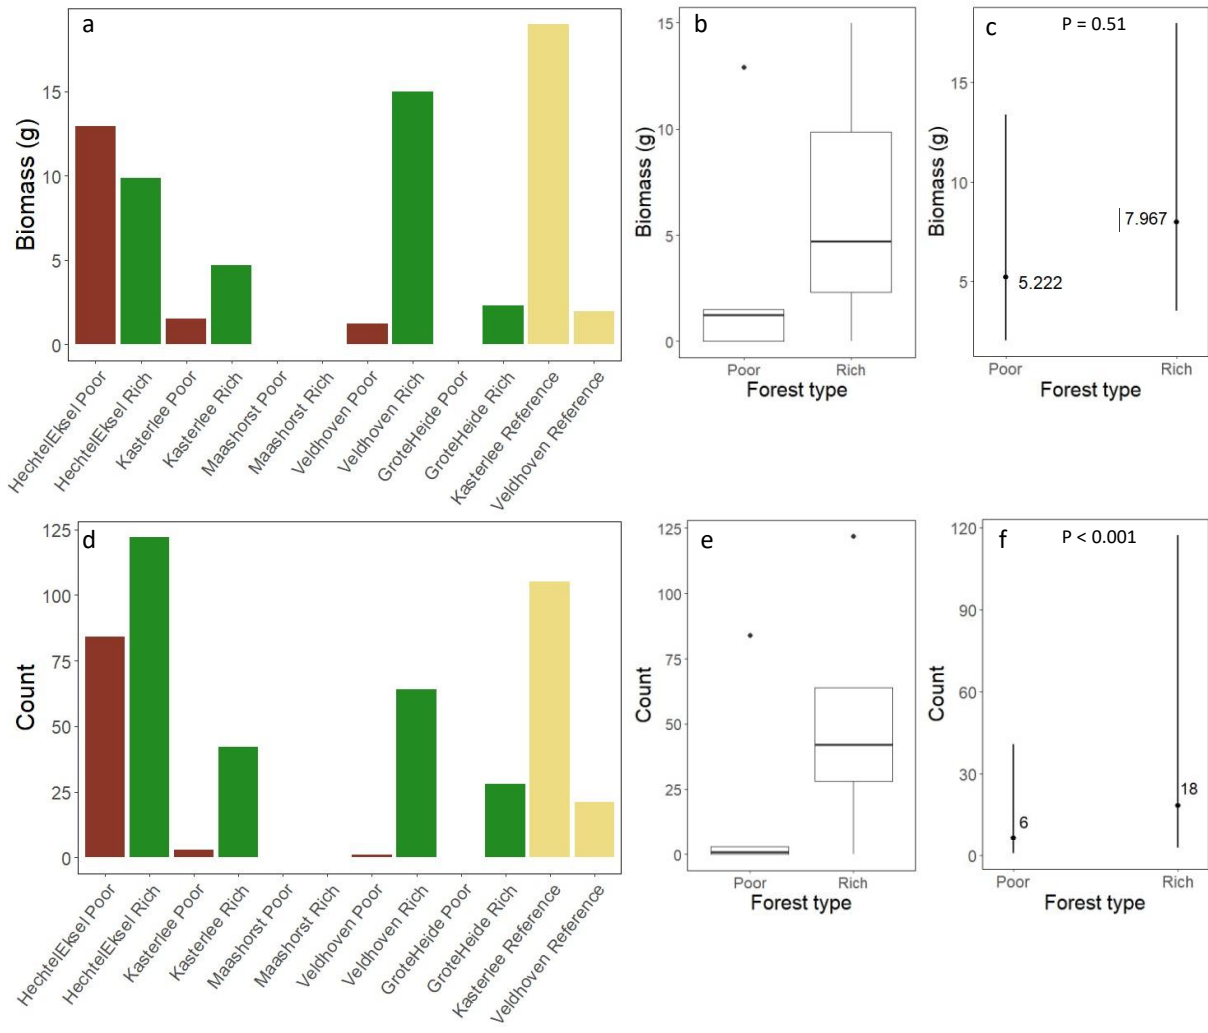 a
Biomass (g)
15
10
5
0
HechtelEksel Poor
HechtelEksel Rich
Kasterlee Poor
Kasterlee Rich
Maashorst Poor
Maashorst Rich
Veldhoven Poor
Veldhoven Rich
GroteHeide Poor
GroteHeide Rich
Kasterlee Reference
Veldhoven Reference
b
Biomass (g)
15
10
5
0
Poor
Rich
Forest type
c
P = 0.51
Biomass (g)
15
10
5
7.967
5.222
Poor
Rich
Forest type
d
Count
125
100
75
50
25
0
HechtelEksel Poor
HechtelEksel Rich
Kasterlee Poor
Kasterlee Rich
Maashorst Poor
Maashorst Rich
Veldhoven Poor
Veldhoven Rich
GroteHeide Poor
GroteHeide Rich
Kasterlee Reference
Veldhoven Reference
e
Count
125
100
75
50
25
0
Poor
Rich
Forest type
f
P < 0.001
Count
120
90
60
30
0
18
6
Poor
Rich
Forest type